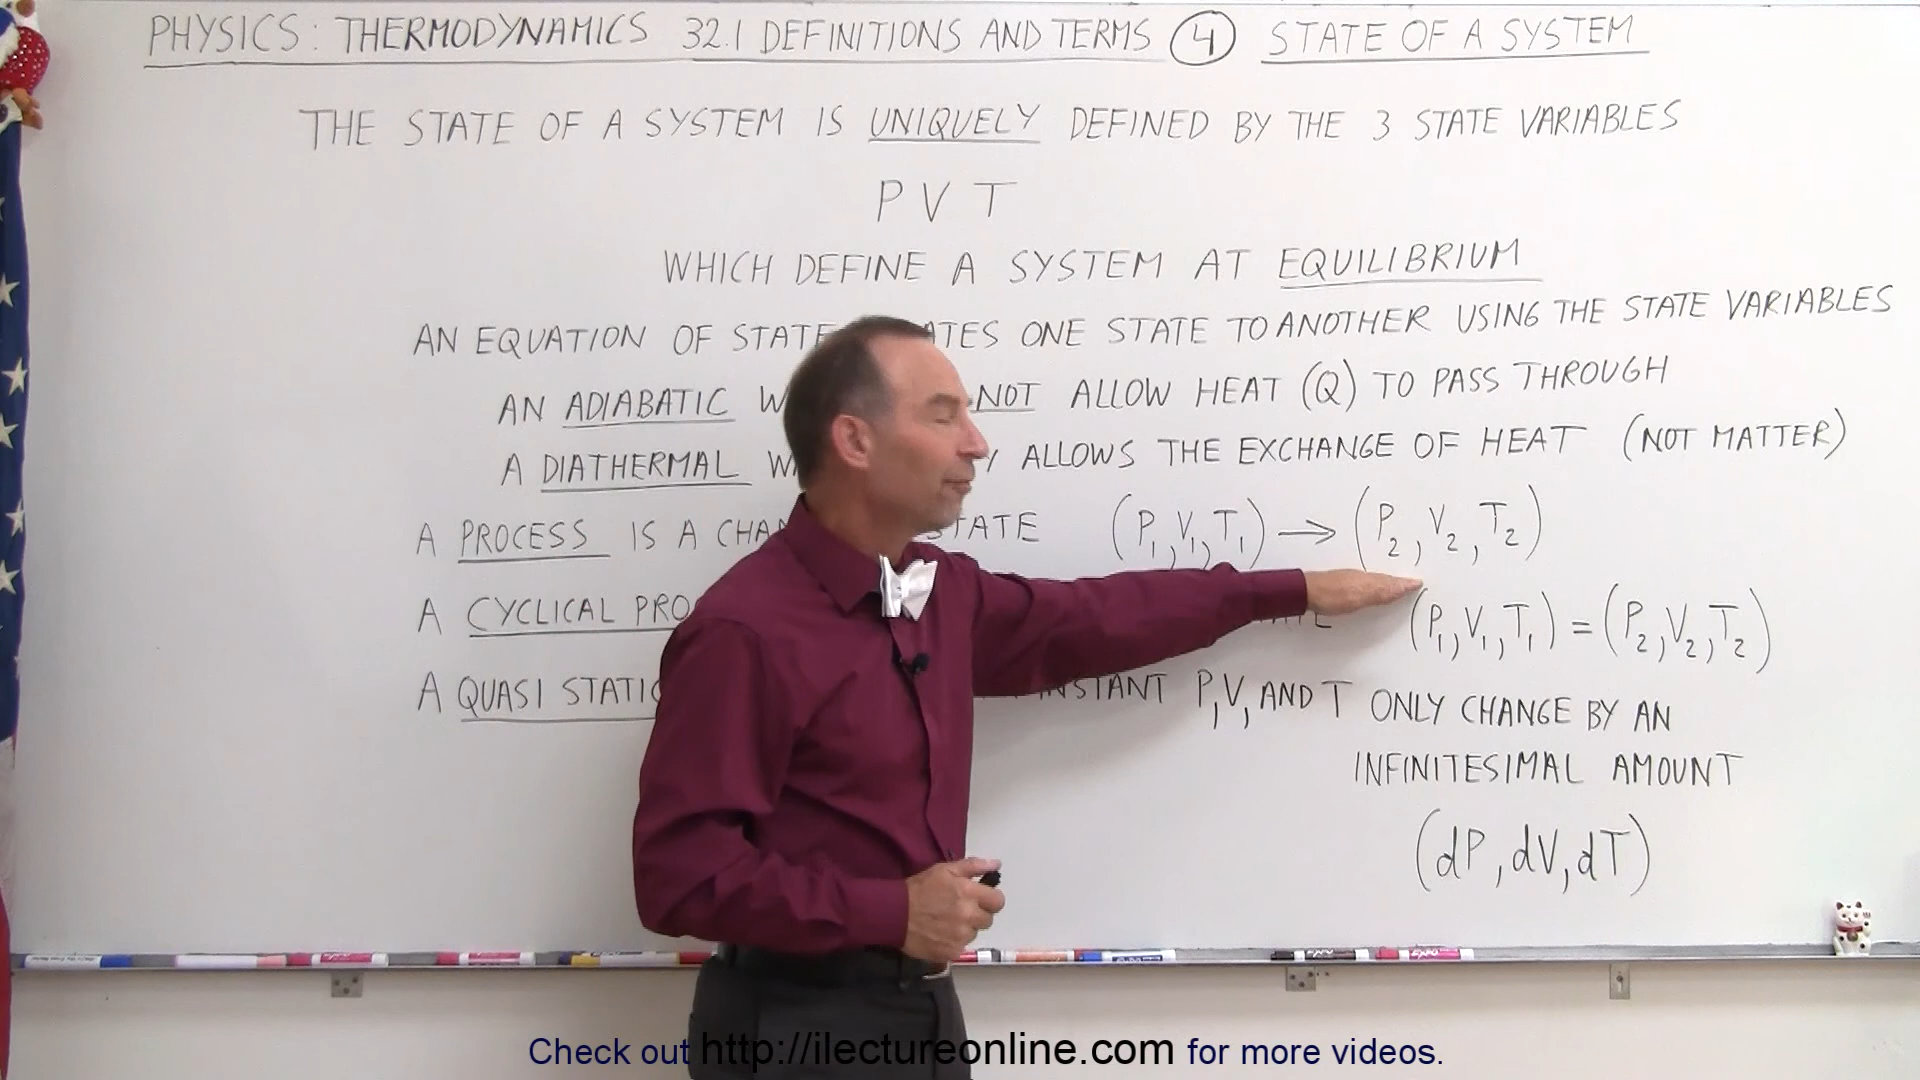 PHYSICS: THERMODYNAMICS 32.1 DEFINITIONS AND TERMS 4 STATE OF A SYSTEM
THE STATE OF A SYSTEM IS UNIQUELY DEFINED BY THE 3 STATE VARIABLES
P V T
WHICH DEFINE A SYSTEM AT EQUILIBRIUM
AN EQUATION OF STATE ONE STATE TO ANOTHER USING THE STATE VARIABLES
AN ADIABATIC NOT ALLOW HEAT (Q) TO PASS THROUGH
A DIATHERMAL ALLOWS THE EXCHANGE OF HEAT (NOT MATTER)
A PROCESS IS A STATE (P₁,V₁,T₁) → (P₂,V₂,T₂)
A CYCLICAL (P₁,V₁,T₁) = (P₂,V₂,T₂)
A QUASI P,V, AND T ONLY CHANGE BY AN
INFINITESIMAL AMOUNT
(dP,dV,dT)
Check out http://ilectureonline.com for more videos.